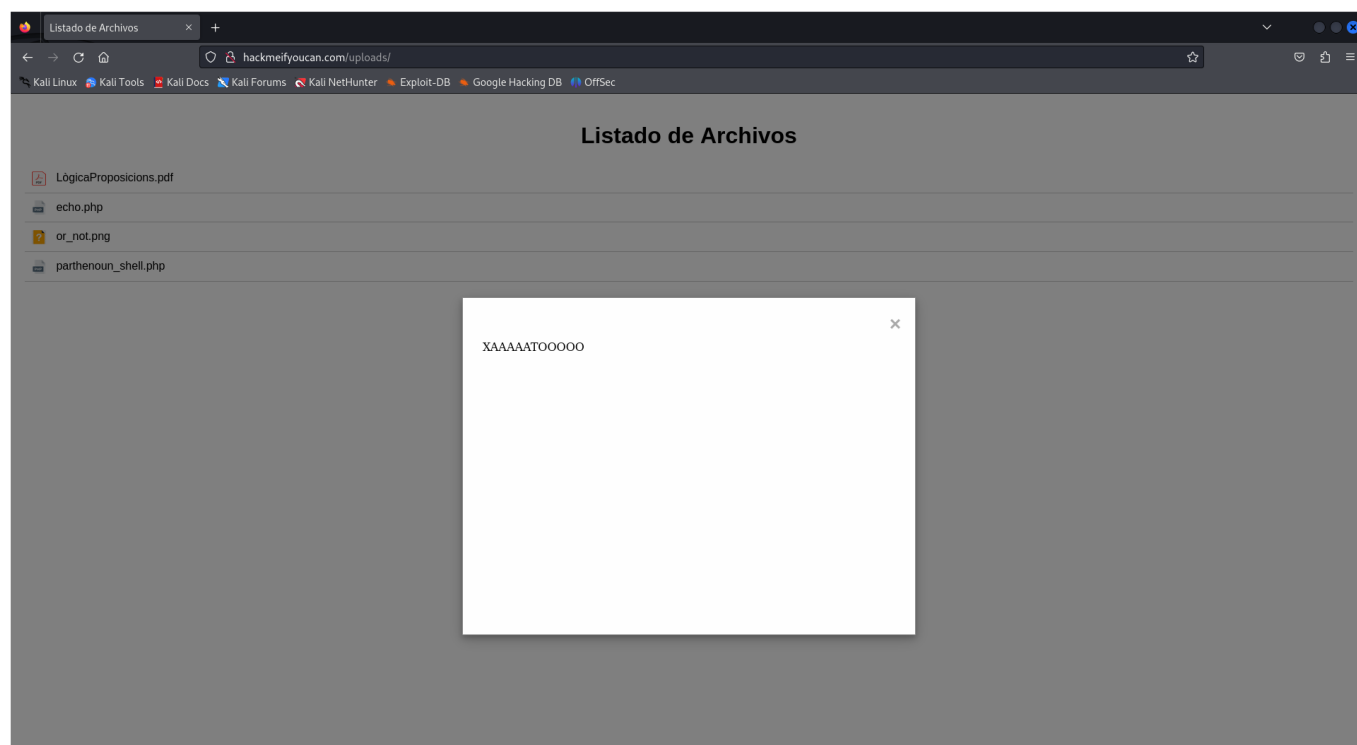 Listado de Archivos
hackmeifyoucan.com/uploads/
Kali Linux Kali Tools Kali Docs Kali Forums Kali NetHunter Exploit-DB Google Hacking DB OffSec
Listado de Archivos
LògicaProposicions.pdf
echo.php
or_not.png
parthenoun_shell.php
XAAAAATOOOOO